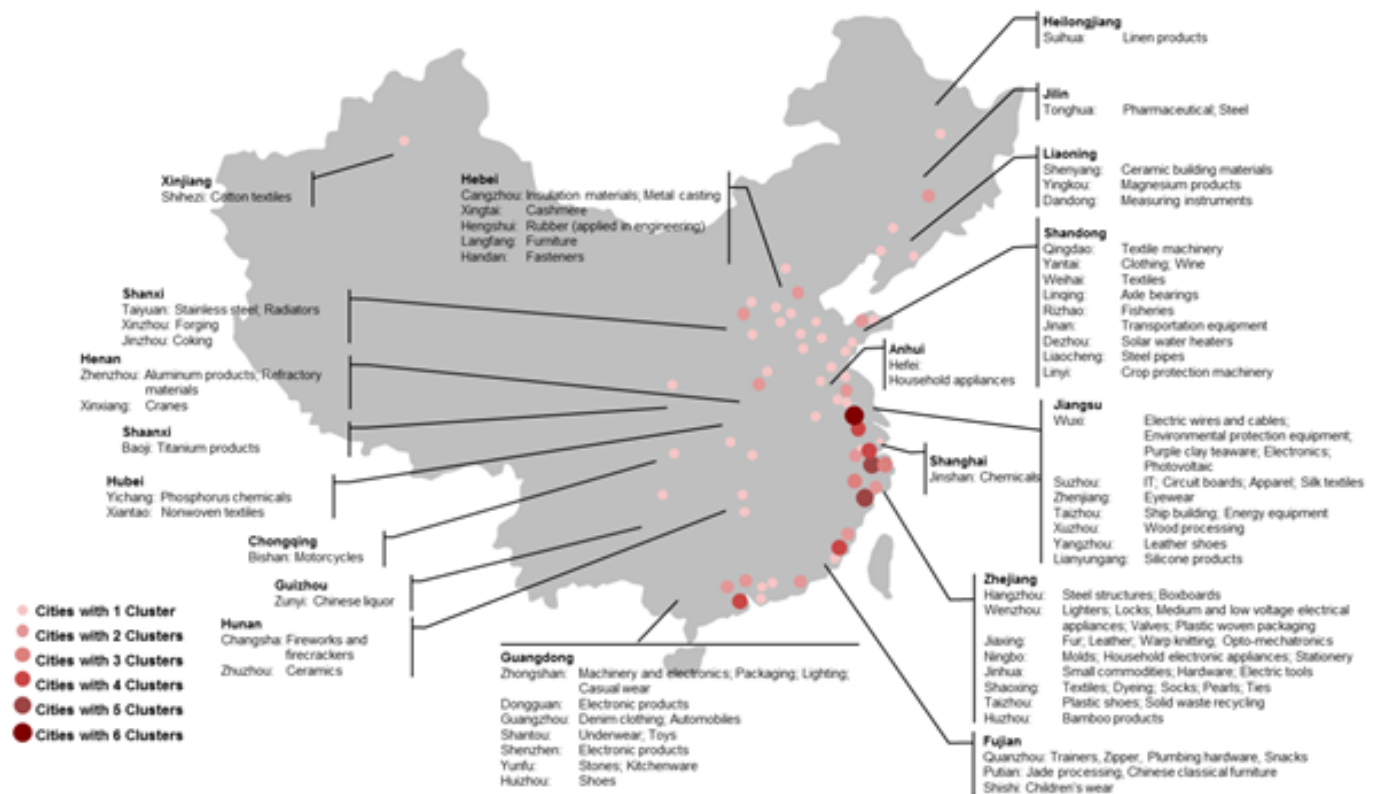 Heilongjiang
Suihua: Linen products
Jilin
Tonghua: Pharmaceutical; Steel
Liaoning
Shenyang: Ceramic building materials
Yingkou: Magnesium products
Dandong: Measuring instruments
Xinjiang
Shihezi: Cotton textiles
Hebei
Cangzhou: Insulation materials; Metal casting
Xingtai: Cashmere
Hengshui: Rubber (applied in engineering)
Langfang: Furniture
Handan: Fasteners
Shandong
Qingdao: Textile machinery
Yantai: Clothing; Wine
Weihai: Textiles
Linqing: Axle bearings
Rizhao: Fisheries
Jinan: Transportation equipment
Dezhou: Solar water heaters
Liaocheng: Steel pipes
Linyi: Crop protection machinery
Shanxi
Taiyuan: Stainless steel; Radiators
Xinzhou: Forging
Jinzhou: Coking
Henan
Zhenzhou: Aluminum products; Refractory
materials
Xinxiang: Cranes
Anhui
Hefei:
Household appliances
Shaanxi
Baoji: Titanium products
Jiangsu
Wuxi: Electric wires and cables;
Environmental protection equipment;
Purple clay teaware; Electronics;
Photovoltaic
Suzhou: IT; Circuit boards; Apparel; Silk textiles
Zhenjiang: Eyewear
Taizhou: Ship building; Energy equipment
Xuzhou: Wood processing
Yangzhou: Leather shoes
Lianyungang: Silicone products
Shanghai
Jinshan: Chemicals
Hubei
Yichang: Phosphorus chemicals
Xiantao: Nonwoven textiles
Chongqing
Bishan: Motorcycles
Guizhou
Zunyi: Chinese liquor
Hunan
Changsha: Fireworks and
firecrackers
Zhuzhou: Ceramics
Zhejiang
Hangzhou: Steel structures; Boxboards
Wenzhou: Lighters; Locks; Medium and low voltage electrical
appliances; Valves; Plastic woven packaging
Jiaxing: Fur; Leather; Warp knitting; Opto-mechatronics
Ningbo: Molds; Household electronic appliances; Stationery
Jinhua: Small commodities; Hardware; Electric tools
Shaoxing: Textiles; Dyeing; Socks; Pearls; Ties
Taizhou: Plastic shoes; Solid waste recycling
Huzhou: Bamboo products
Cities with 1 Cluster
Cities with 2 Clusters
Cities with 3 Clusters
Cities with 4 Clusters
Cities with 5 Clusters
Cities with 6 Clusters
Guangdong
Zhongshan: Machinery and electronics; Packaging; Lighting;
Casual wear
Dongguan: Electronic products
Guangzhou: Denim clothing; Automobiles
Shantou: Underwear; Toys
Shenzhen: Electronic products
Yunfu: Stones; Kitchenware
Huizhou: Shoes
Fujian
Quanzhou: Trainers, Zipper, Plumbing hardware, Snacks
Putian: Jade processing, Chinese classical furniture
Shishi: Children's wear